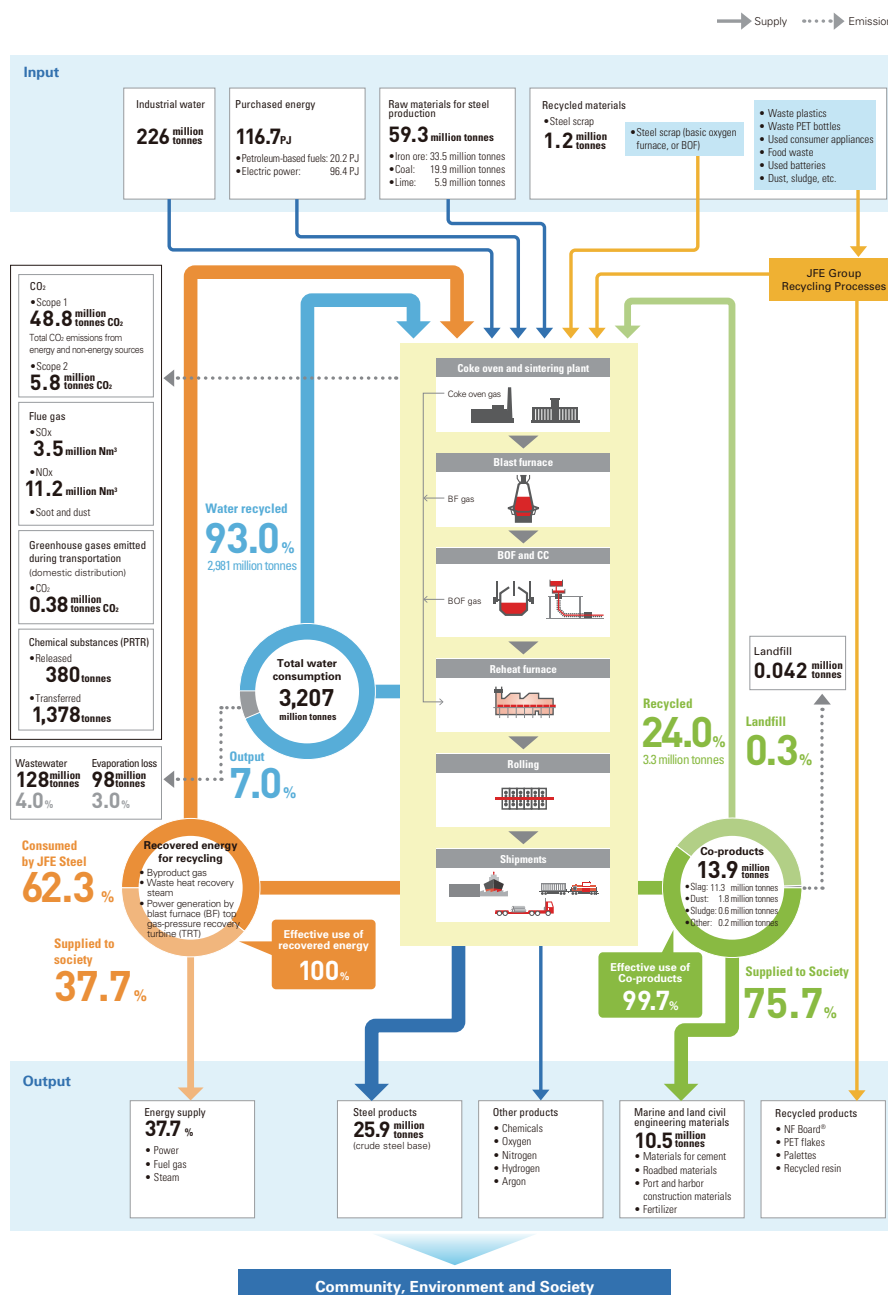 Supply
Emission
Input
Industrial water
226 million tonnes
Purchased energy
116.7 PJ
•Petroleum-based fuels: 20.2 PJ
•Electric power: 96.4 PJ
Raw materials for steel
production
59.3 million tonnes
•Iron ore: 33.5 million tonnes
•Coal: 19.9 million tonnes
•Lime: 5.9 million tonnes
Recycled materials
•Steel scrap
1.2 million tonnes
•Steel scrap (basic oxygen
furnace, or BOF)
• Waste plastics
• Waste PET bottles
• Used consumer appliances
• Food waste
• Used batteries
• Dust, sludge, etc.
JFE Group
Recycling Processes
CO₂
•Scope 1
48.8 million tonnes CO₂
Total CO₂ emissions from
energy and non-energy sources
•Scope 2
5.8 million tonnes CO₂
Flue gas
•SOx
3.5 million Nm³
•NOx
11.2 million Nm³
•Soot and dust
Greenhouse gases emitted
during transportation
(domestic distribution)
•CO₂
0.38 million tonnes CO₂
Chemical substances (PRTR)
•Released
380 tonnes
•Transferred
1,378 tonnes
Wastewater
128 million tonnes
4.0%
Evaporation loss
98 million tonnes
3.0%
Water recycled
93.0%
2,981 million tonnes
Total water
consumption
3,207
million tonnes
Output
7.0%
Coke oven and sintering plant
Coke oven gas
Blast furnace
BF gas
BOF and CC
BOF gas
Reheat furnace
Rolling
Shipments
Recycled
24.0%
3.3 million tonnes
Landfill
0.042 million tonnes
Landfill
0.3%
Consumed
by JFE Steel
62.3 %
Recovered energy
for recycling
• Byproduct gas
• Waste heat recovery
steam
• Power generation by
blast furnace (BF) top
gas-pressure recovery
turbine (TRT)
Supplied to
society
37.7 %
Effective use of
recovered energy
100%
Co-products
13.9 million tonnes
•Slag: 11.3 million tonnes
•Dust: 1.8 million tonnes
•Sludge: 0.6 million tonnes
•Other: 0.2 million tonnes
Effective use of
Co-products
99.7%
Supplied to Society
75.7%
Output
Energy supply
37.7 %
• Power
• Fuel gas
• Steam
Steel products
25.9 million tonnes
(crude steel base)
Other products
• Chemicals
• Oxygen
• Nitrogen
• Hydrogen
• Argon
Marine and land civil
engineering materials
10.5 million tonnes
• Materials for cement
• Roadbed materials
• Port and harbor
construction materials
• Fertilizer
Recycled products
• NF Board®
• PET flakes
• Palettes
• Recycled resin
Community, Environment and Society